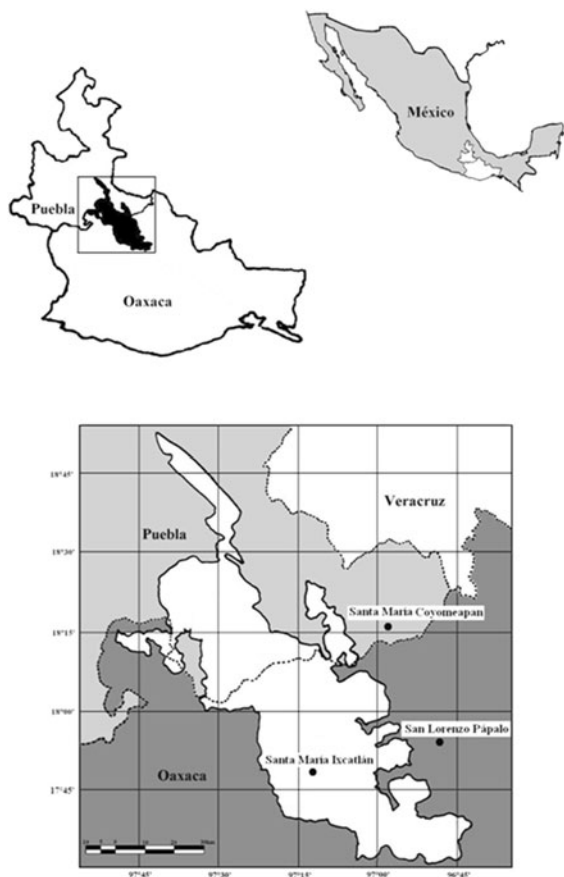 México
Puebla
Oaxaca
18°45'
Veracruz
Puebla
18°30'
Santa María Coyomeapan
18°15'
18°00'
San Lorenzo Pápalo
Santa María Ixcatlán
Oaxaca
17°45'
97°45' 97°30' 97°15' 97°00' 96°45'